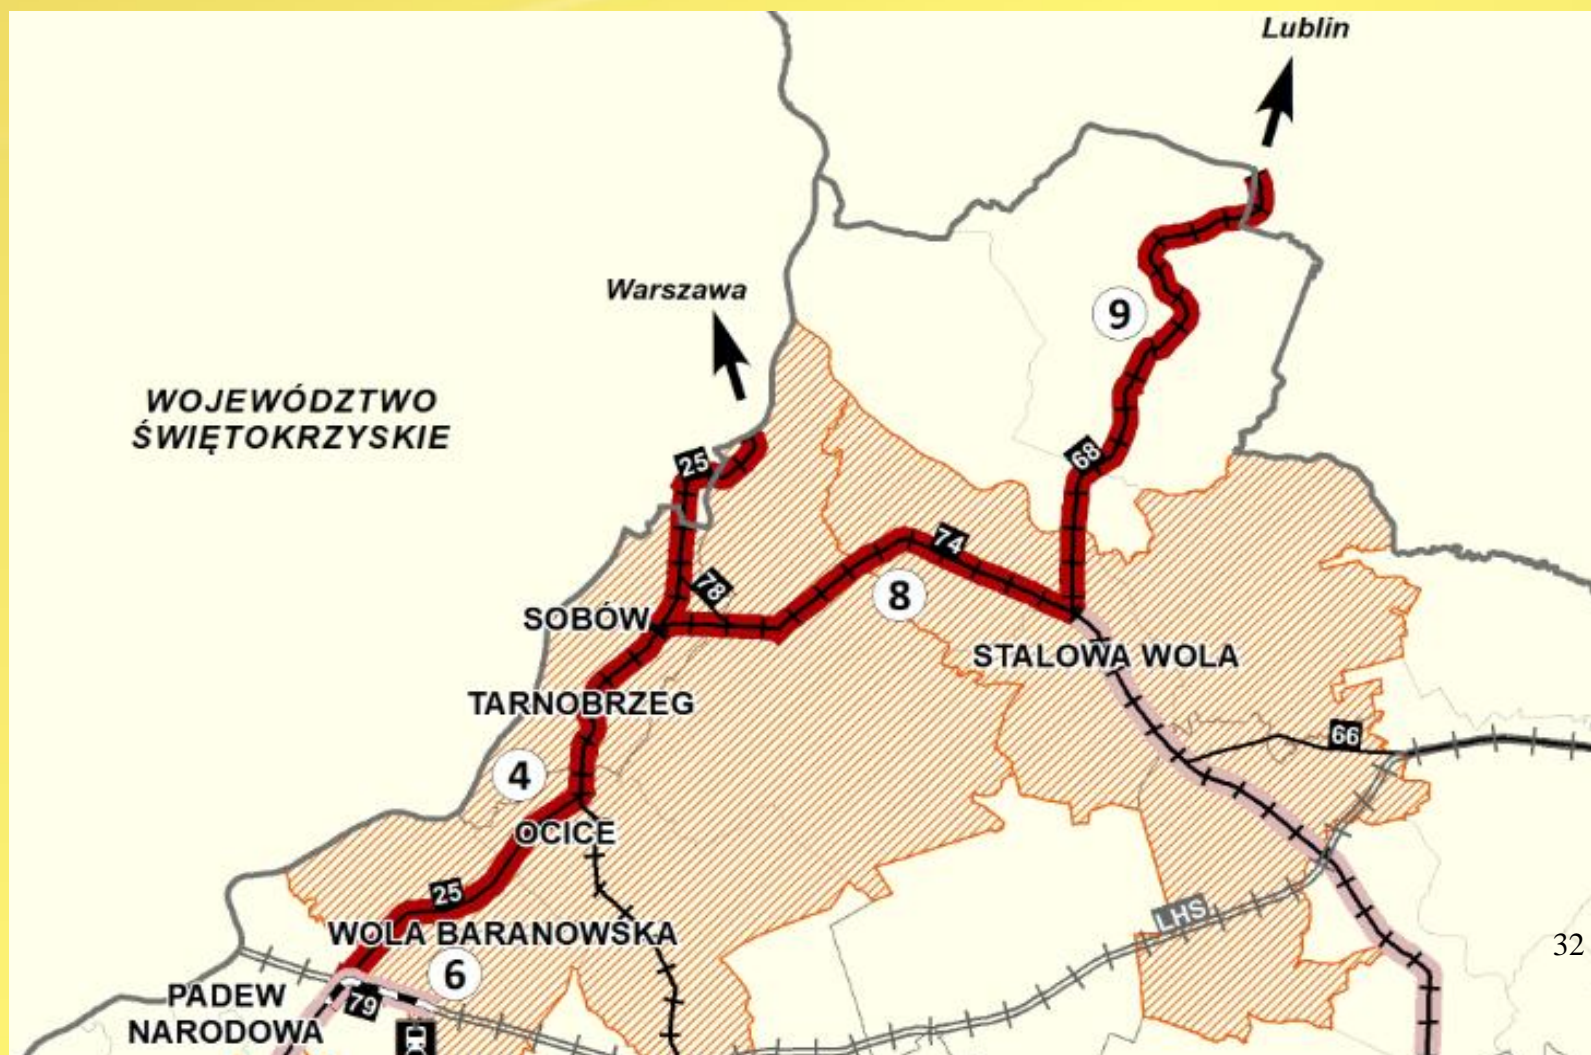 Lublin
Warszawa
9
WOJEWÓDZTWO
ŚWIĘTOKRZYSKIE
25
68
74
78
8
SOBÓW
STALOWA WOLA
TARNOBRZEG
66
4
OCICE
25
LHS
WOLA BARANOWSKA
32
6
PADEW
NARODOWA
79